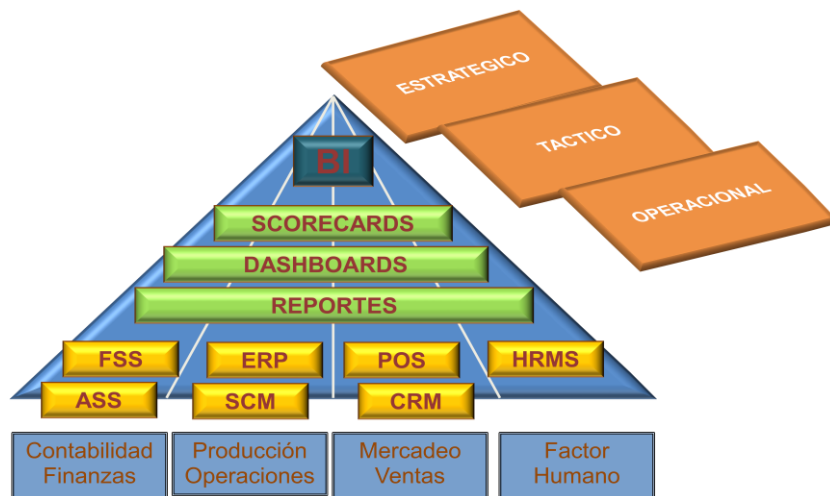 ESTRATEGICO
TACTICO
OPERACIONAL
BI
SCORECARDS
DASHBOARDS
REPORTES
FSS
ERP
POS
HRMS
ASS
SCM
CRM
Contabilidad
Finanzas
Producción
Operaciones
Mercadeo
Ventas
Factor
Humano